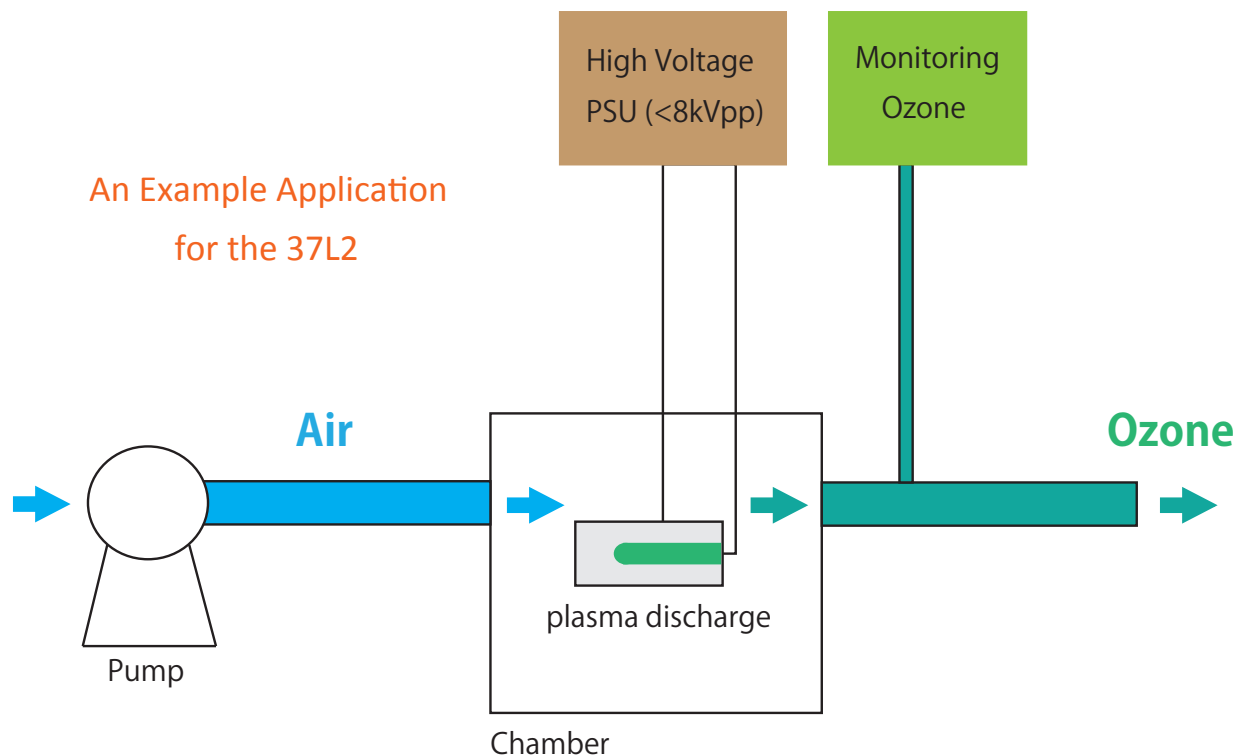 High Voltage
PSU (<8kVpp)
Monitoring
Ozone
An Example Application
for the 37L2
Air
Ozone
plasma discharge
Pump
Chamber